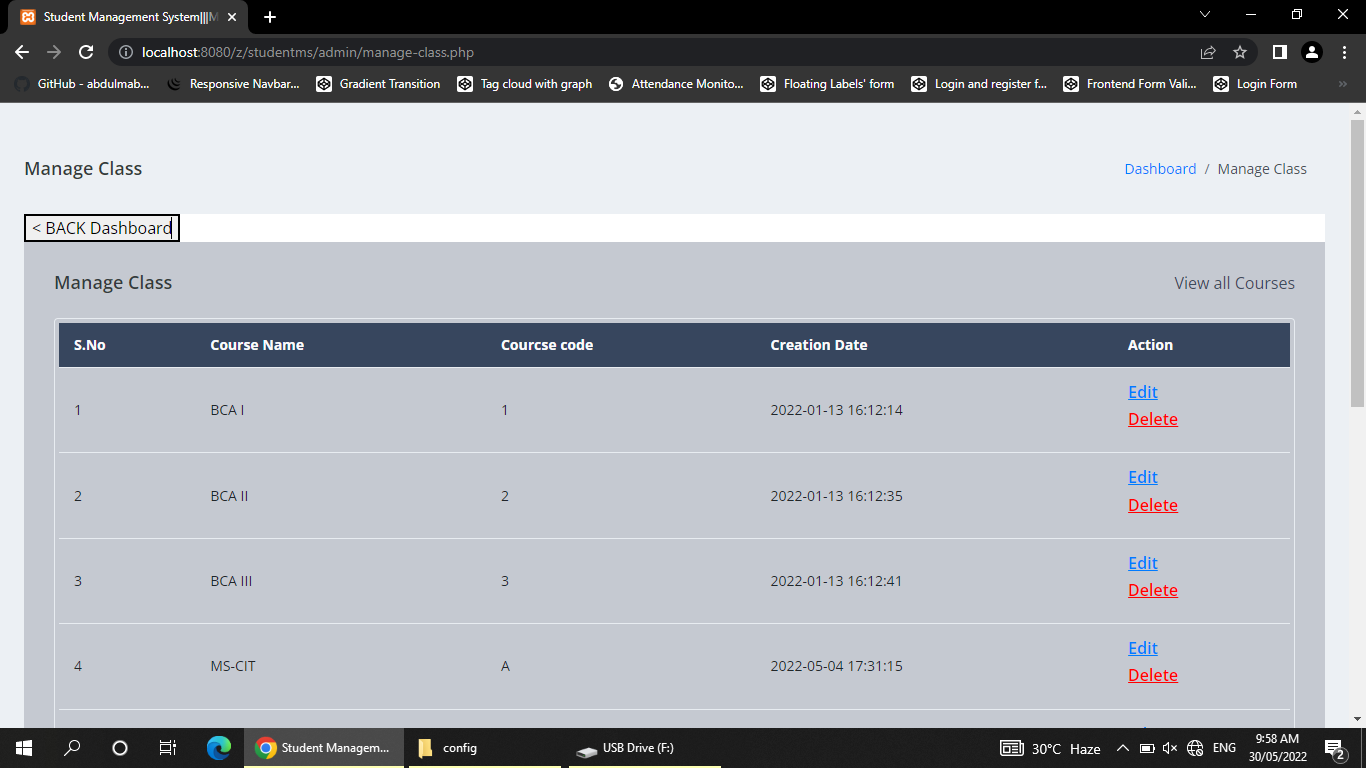 Student Management System|||M
localhost:8080/z/studentms/admin/manage-class.php
GitHub - abdulmab... Responsive Navbar... Gradient Transition Tag cloud with graph Attendance Monito... Floating Labels' form Login and register f... Frontend Form Vali... Login Form »
Manage Class Dashboard / Manage Class
< BACK Dashboard
Manage Class View all Courses
S.No Course Name Courcse code Creation Date Action
1 BCA I 1 2022-01-13 16:12:14 Edit
Delete
2 BCA II 2 2022-01-13 16:12:35 Edit
Delete
3 BCA III 3 2022-01-13 16:12:41 Edit
Delete
4 MS-CIT A 2022-05-04 17:31:15 Edit
Delete
Student Managem... config USB Drive (F:) 30°C Haze ENG 9:58 AM
30/05/2022 2